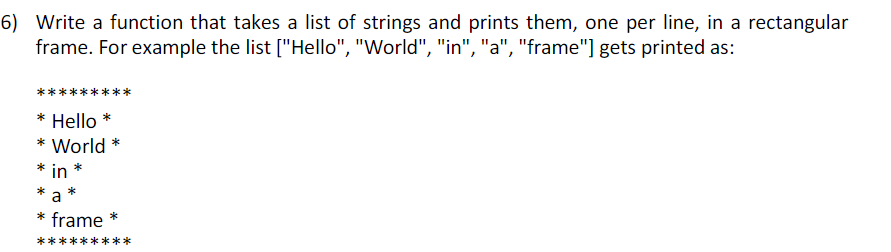 6) Write a function that takes a list of strings and prints them, one per line, in a rectangular
frame. For example the list ["Hello", "World", "in", "a", "frame"] gets printed as:
*********
* Hello *
* World *
* in *
* a *
* frame *
*********